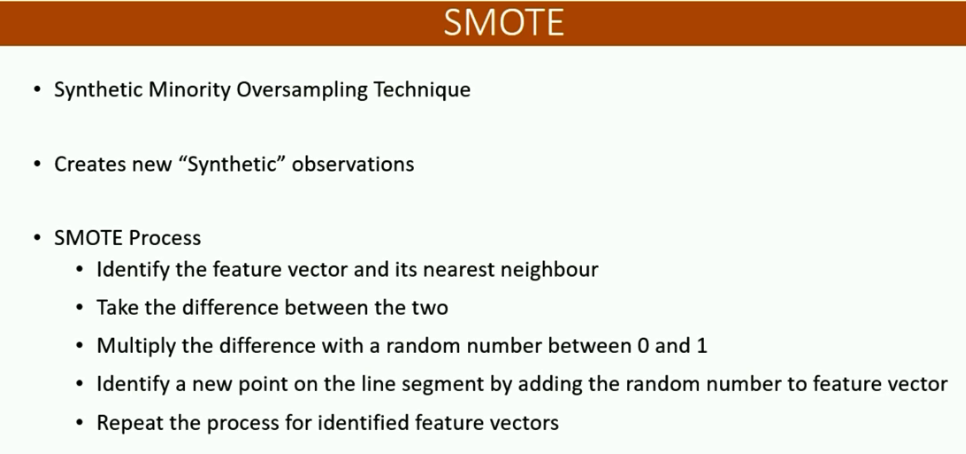 SMOTE
• Synthetic Minority Oversampling Technique
• Creates new “Synthetic” observations
• SMOTE Process
• Identify the feature vector and its nearest neighbour
• Take the difference between the two
• Multiply the difference with a random number between 0 and 1
• Identify a new point on the line segment by adding the random number to feature vector
• Repeat the process for identified feature vectors